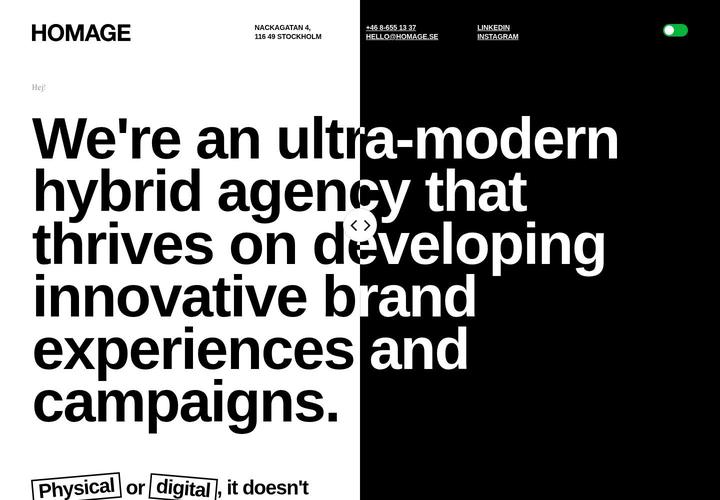 HOMAGE
NACKAGATAN 4,
116 49 STOCKHOLM
+46 8-655 13 37
HELLO@HOMAGE.SE
LINKEDIN
INSTAGRAM
Hej!
We're an ultra-modern
hybrid agency that
thrives on developing
innovative brand
experiences and
campaigns.
Physical or digital, it doesn't